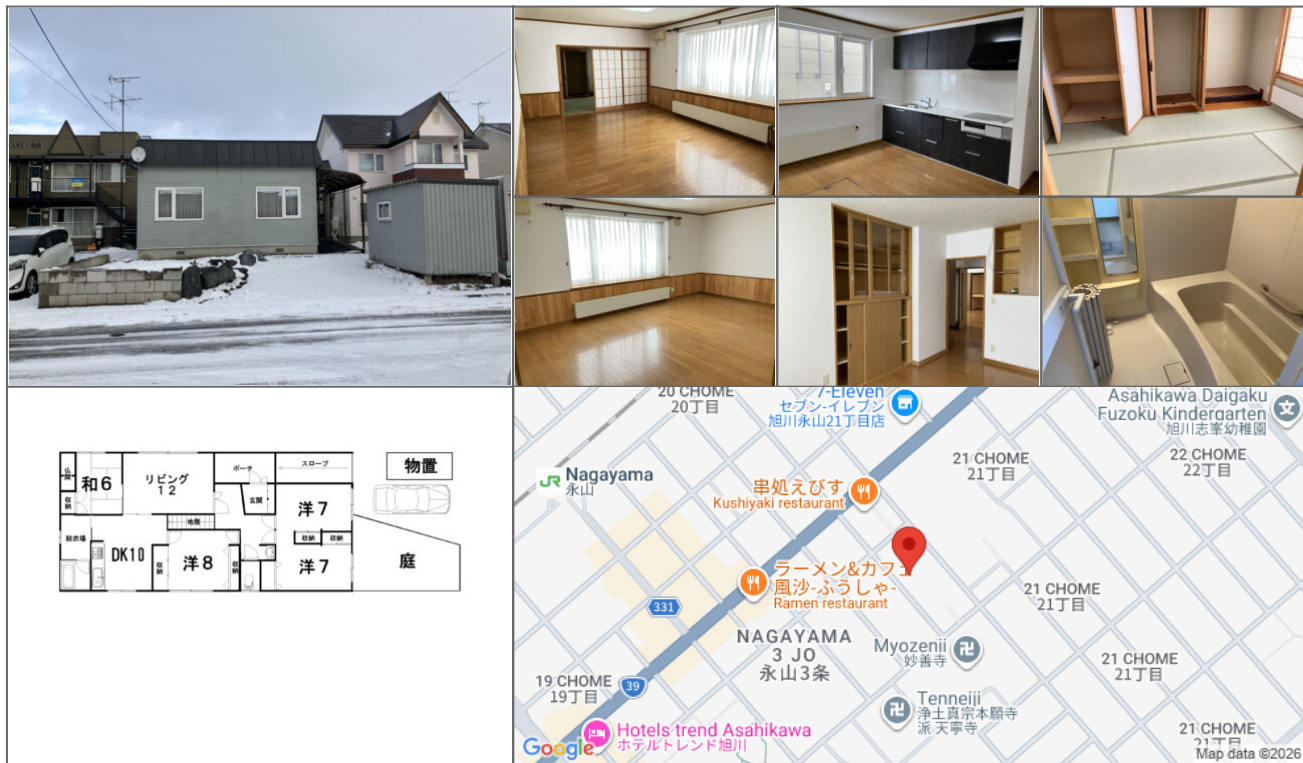 仏間
和6
収納
リビング
12
ポーチ
スロープ
玄関
物置
洋7
地階
脱衣場
DK10
収納
洋8
収納
収納
収納
洋7
庭
20 CHOME
20丁目
7-Eleven
セブン-イレブン
旭川永山21丁目店
Asahikawa Daigaku
Fuzoku Kindergarten
旭川志峯幼稚園
JR Nagayama
永山
21 CHOME
21丁目
22 CHOME
22丁目
串処えびす
Kushiyaki restaurant
ラーメン&カフェ
風沙-ふうしゃ-
Ramen restaurant
331
21 CHOME
21丁目
NAGAYAMA
3 JO
永山3条
Myozenji
妙善寺
21 CHOME
21丁目
19 CHOME
19丁目
39
Tenneiji
浄土真宗本願寺
派 天寧寺
Hotels trend Asahikawa
ホテルトレンド旭川
21 CHOME
21丁目
Google
Map data ©2026